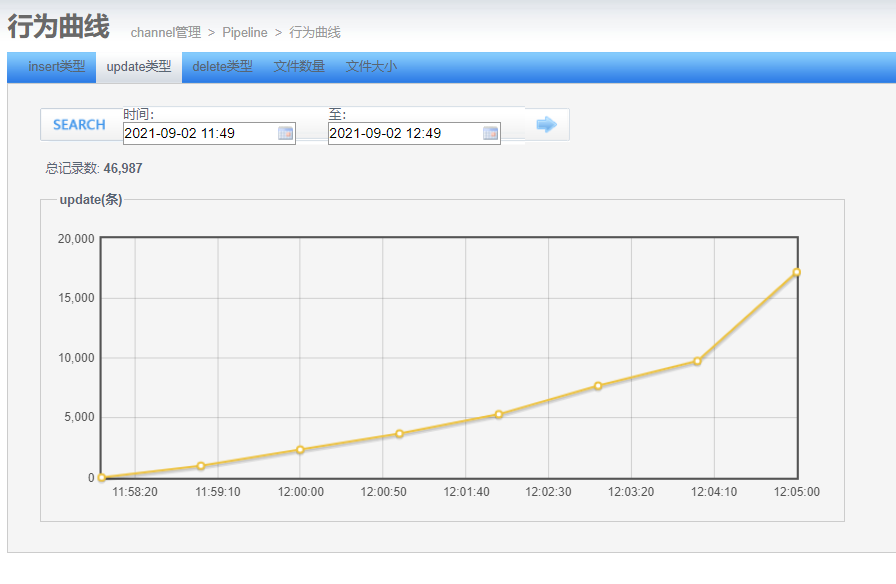 行为曲线 channel管理 > Pipeline > 行为曲线
insert类型 update类型 delete类型 文件数量 文件大小
SEARCH 时间: 至:
2021-09-02 11:49 2021-09-02 12:49
总记录数: 46,987
update(条)
20,000
15,000
10,000
5,000
0
11:58:20 11:59:10 12:00:00 12:00:50 12:01:40 12:02:30 12:03:20 12:04:10 12:05:00